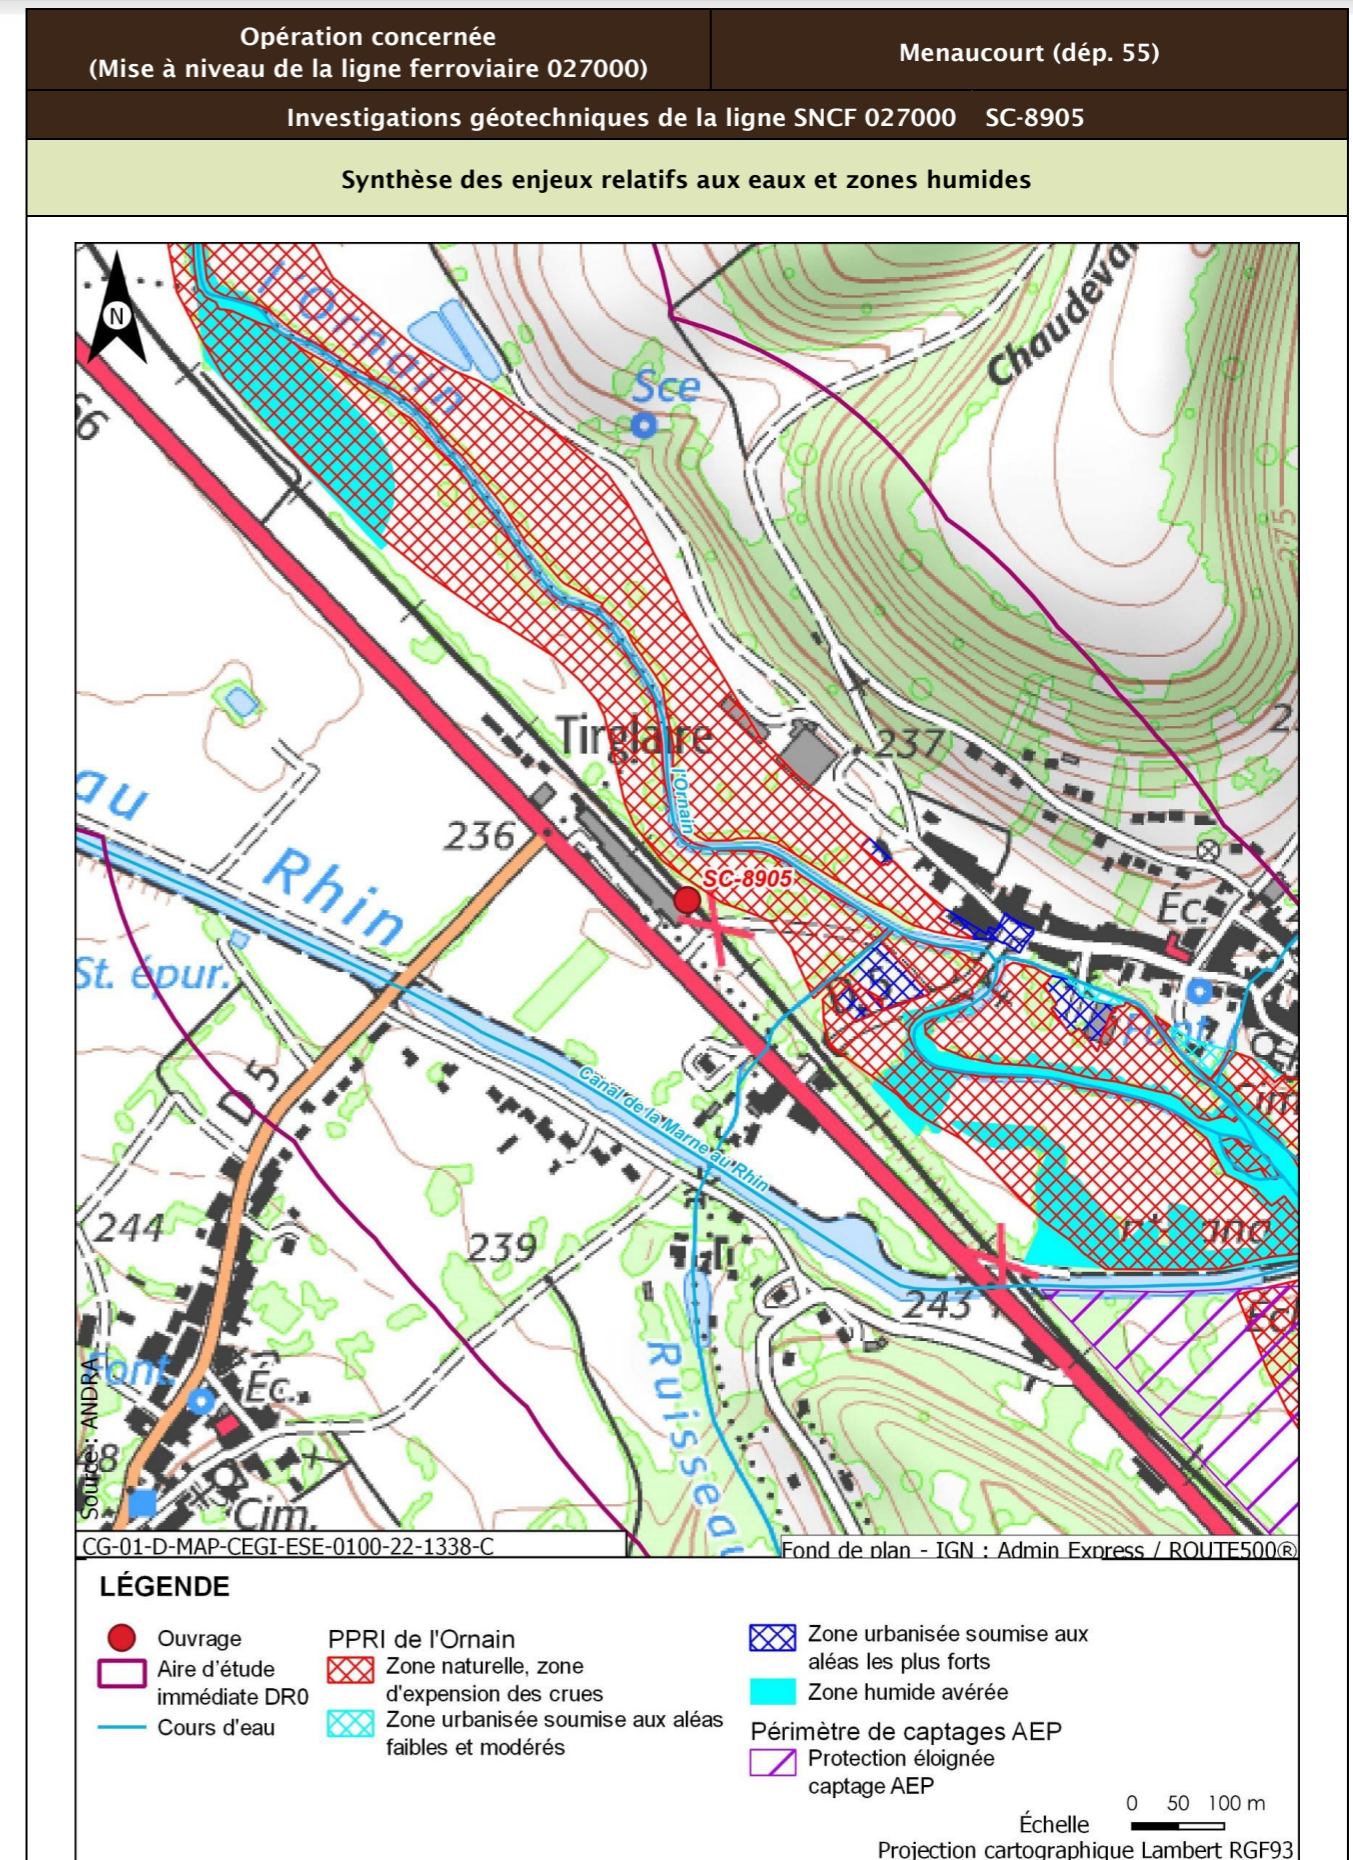 Opération concernée
(Mise à niveau de la ligne ferroviaire 027000)
Menaucourt (dép. 55)
Investigations géotechniques de la ligne SNCF 027000 SC-8905
Synthèse des enjeux relatifs aux eaux et zones humides
N
l'Ornain
Sce
Chaudeval
66
275
Tirglaire
237
l'Ornain
au
Rhin
236
SC-8905
Éc.
St. épur.
Font.
D 5
Canal de la Marne au Rhin
244
239
243
Ruisseau
Font.
Éc.
Cim.
Source : ANDRA
CG-01-D-MAP-CEGI-ESE-0100-22-1338-C
Fond de plan - IGN : Admin Express / ROUTE500®
LÉGENDE
Ouvrage
Aire d'étude
immédiate DR0
Cours d'eau
PPRI de l'Ornain
Zone naturelle, zone
d'expension des crues
Zone urbanisée soumise aux aléas
faibles et modérés
Zone urbanisée soumise aux
aléas les plus forts
Zone humide avérée
Périmètre de captages AEP
Protection éloignée
captage AEP
0 50 100 m
Échelle
Projection cartographique Lambert RGF93